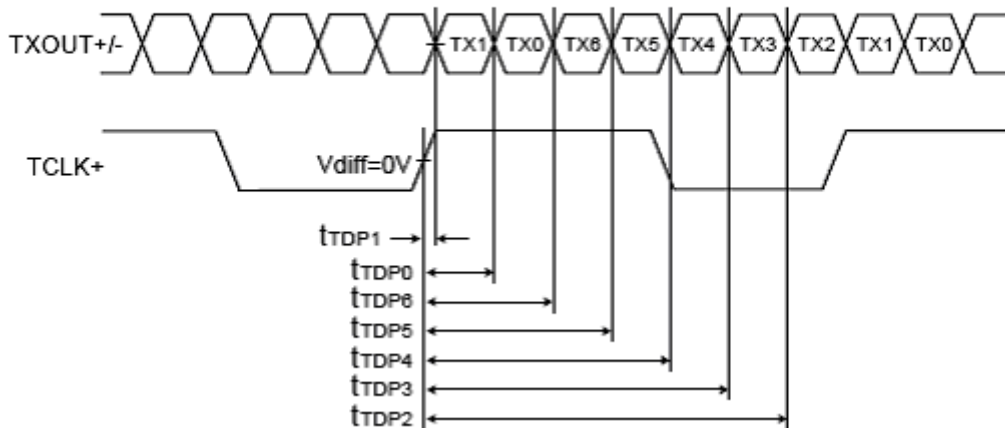 TXOUT+/- TX1 TX0 TX6 TX5 TX4 TX3 TX2 TX1 TX0
TCLK+ Vdiff=0V
tTDP1
tTDP0
tTDP6
tTDP5
tTDP4
tTDP3
tTDP2